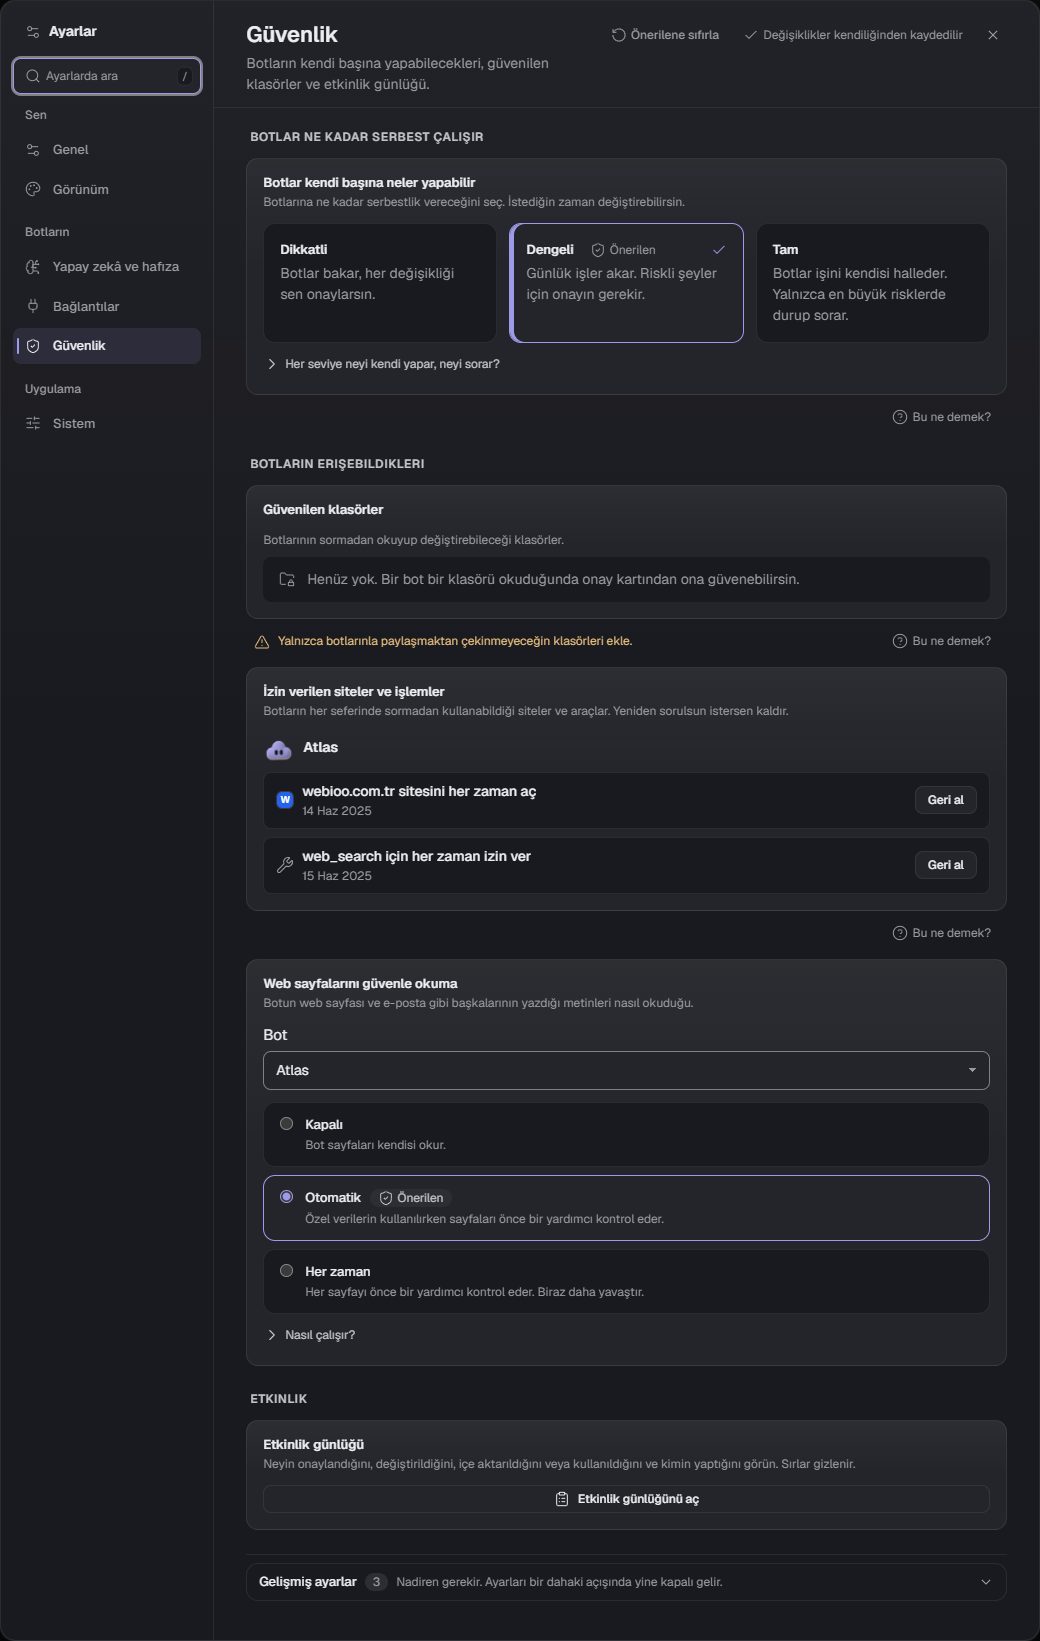 Ayarlar
Ayarlarda ara
/
Sen
Genel
Görünüm
Botların
Yapay zekâ ve hafıza
Bağlantılar
Güvenlik
Uygulama
Sistem
Güvenlik
Önerilene sıfırla
Değişiklikler kendiliğinden kaydedilir
Botların kendi başına yapabilecekleri, güvenilen
klasörler ve etkinlik günlüğü.
BOTLAR NE KADAR SERBEST ÇALIŞIR
Botlar kendi başına neler yapabilir
Botlarına ne kadar serbestlik vereceğini seç. İstediğin zaman değiştirebilirsin.
Dikkatli
Botlar bakar, her değişikliği
sen onaylarsın.
Dengeli
Önerilen
Günlük işler akar. Riskli şeyler
için onayın gerekir.
Tam
Botlar işini kendisi halleder.
Yalnızca en büyük risklerde
durup sorar.
Her seviye neyi kendi yapar, neyi sorar?
Bu ne demek?
BOTLARIN ERIŞEBILDIKLERI
Güvenilen klasörler
Botlarının sormadan okuyup değiştirebileceği klasörler.
Henüz yok. Bir bot bir klasörü okuduğunda onay kartından ona güvenebilirsin.
Yalnızca botlarınla paylaşmaktan çekinmeyeceğin klasörleri ekle.
Bu ne demek?
İzin verilen siteler ve işlemler
Botların her seferinde sormadan kullanabildiği siteler ve araçlar. Yeniden sorulsun istersen kaldır.
Atlas
W
webioo.com.tr sitesini her zaman aç
14 Haz 2025
Geri al
web_search için her zaman izin ver
15 Haz 2025
Geri al
Bu ne demek?
Web sayfalarını güvenle okuma
Botun web sayfası ve e-posta gibi başkalarının yazdığı metinleri nasıl okuduğu.
Bot
Atlas
Kapalı
Bot sayfaları kendisi okur.
Otomatik
Önerilen
Özel verilerin kullanılırken sayfaları önce bir yardımcı kontrol eder.
Her zaman
Her sayfayı önce bir yardımcı kontrol eder. Biraz daha yavaştır.
Nasıl çalışır?
ETKINLIK
Etkinlik günlüğü
Neyin onaylandığını, değiştirildiğini, içe aktarıldığını veya kullanıldığını ve kimin yaptığını görün. Sırlar gizlenir.
Etkinlik günlüğünü aç
Gelişmiş ayarlar
3
Nadiren gerekir. Ayarları bir dahaki açışında yine kapalı gelir.